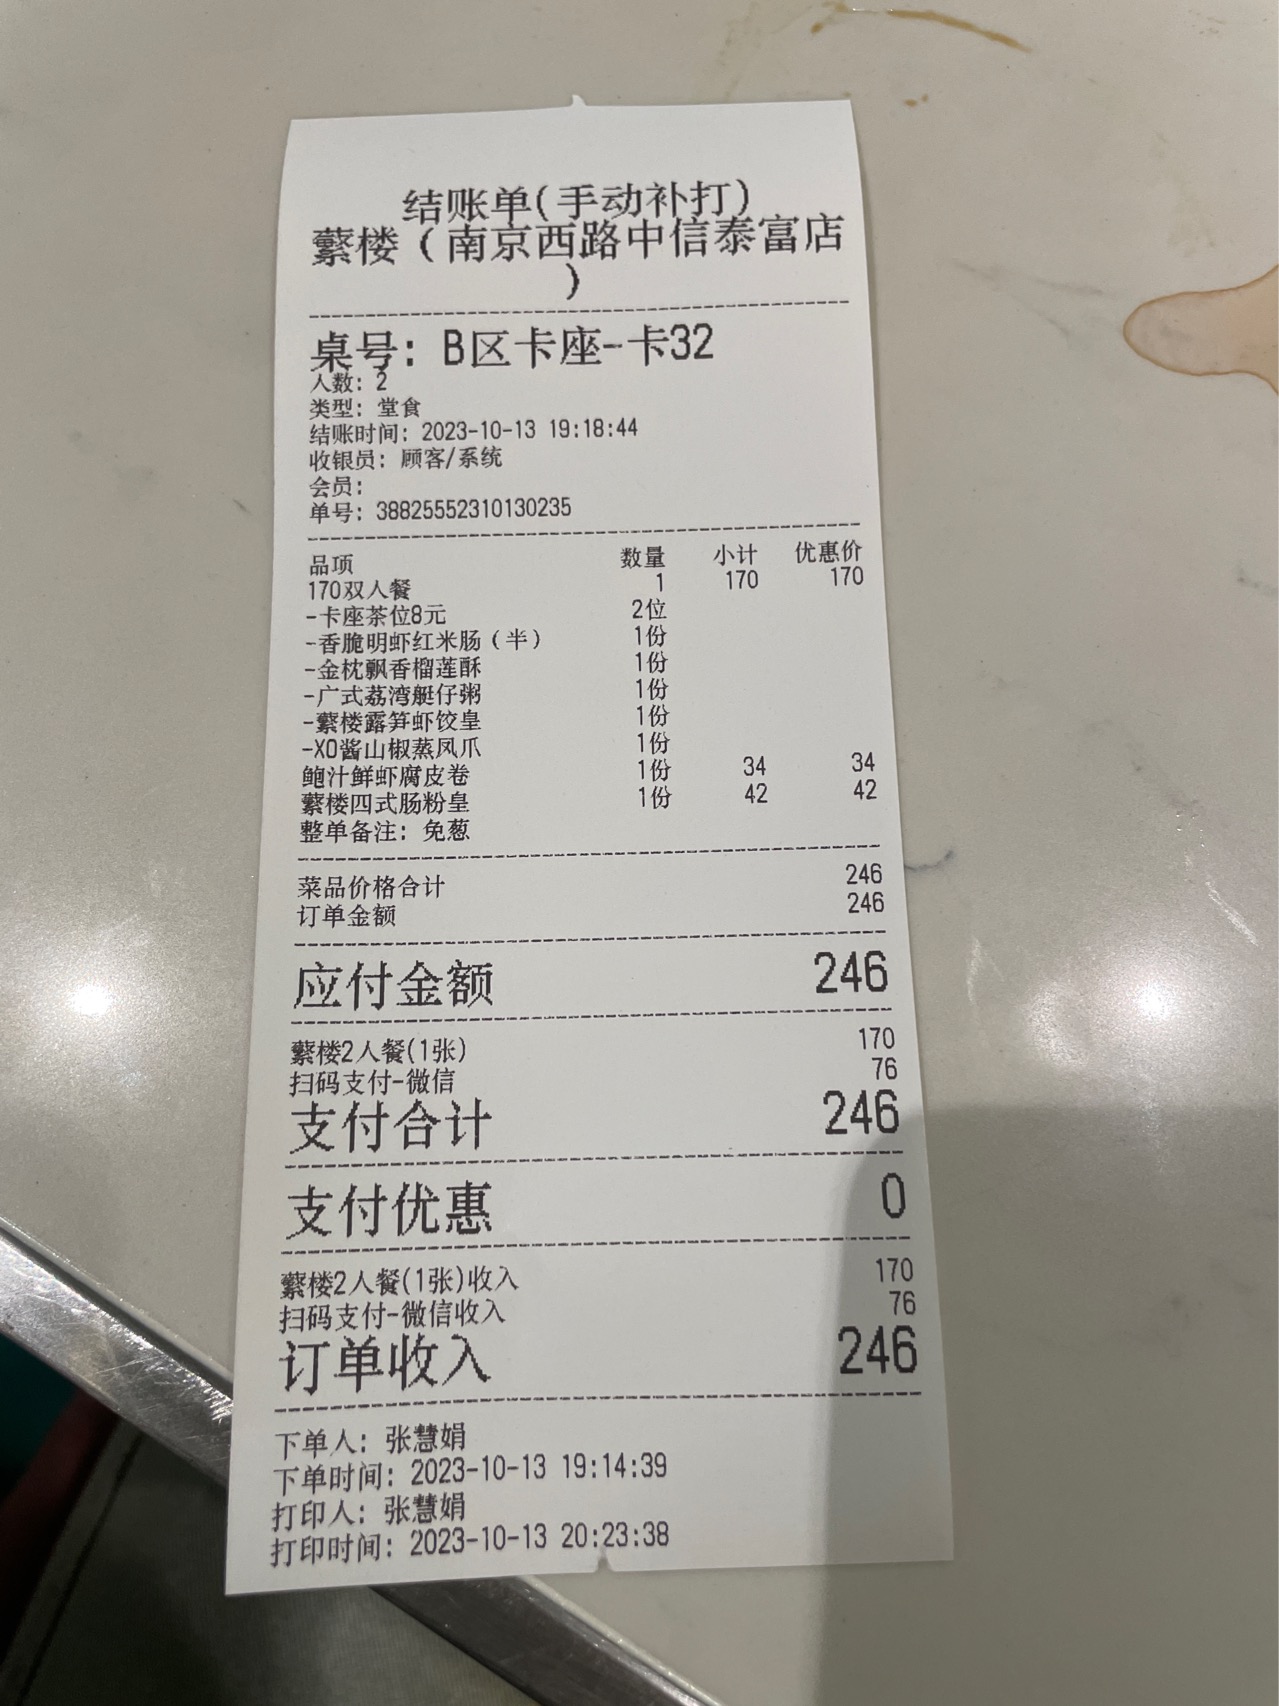 结账单(手动补打)
蘩楼（南京西路中信泰富店
）
桌号: B区卡座-卡32
人数: 2
类型: 堂食
结账时间: 2023-10-13 19:18:44
收银员: 顾客/系统
会员:
单号: 38825552310130235
品项 数量 小计 优惠价
170双人餐 1 170 170
-卡座茶位8元 2位
-香脆明虾红米肠（半） 1份
-金枕飘香榴莲酥 1份
-广式荔湾艇仔粥 1份
-蘩楼露笋虾饺皇 1份
-XO酱山椒蒸凤爪 1份
鲍汁鲜虾腐皮卷 1份 34 34
蘩楼四式肠粉皇 1份 42 42
整单备注: 免葱
菜品价格合计 246
订单金额 246
应付金额 246
蘩楼2人餐(1张) 170
扫码支付-微信 76
支付合计 246
支付优惠 0
蘩楼2人餐(1张)收入 170
扫码支付-微信收入 76
订单收入 246
下单人: 张慧娟
下单时间: 2023-10-13 19:14:39
打印人: 张慧娟
打印时间: 2023-10-13 20:23:38